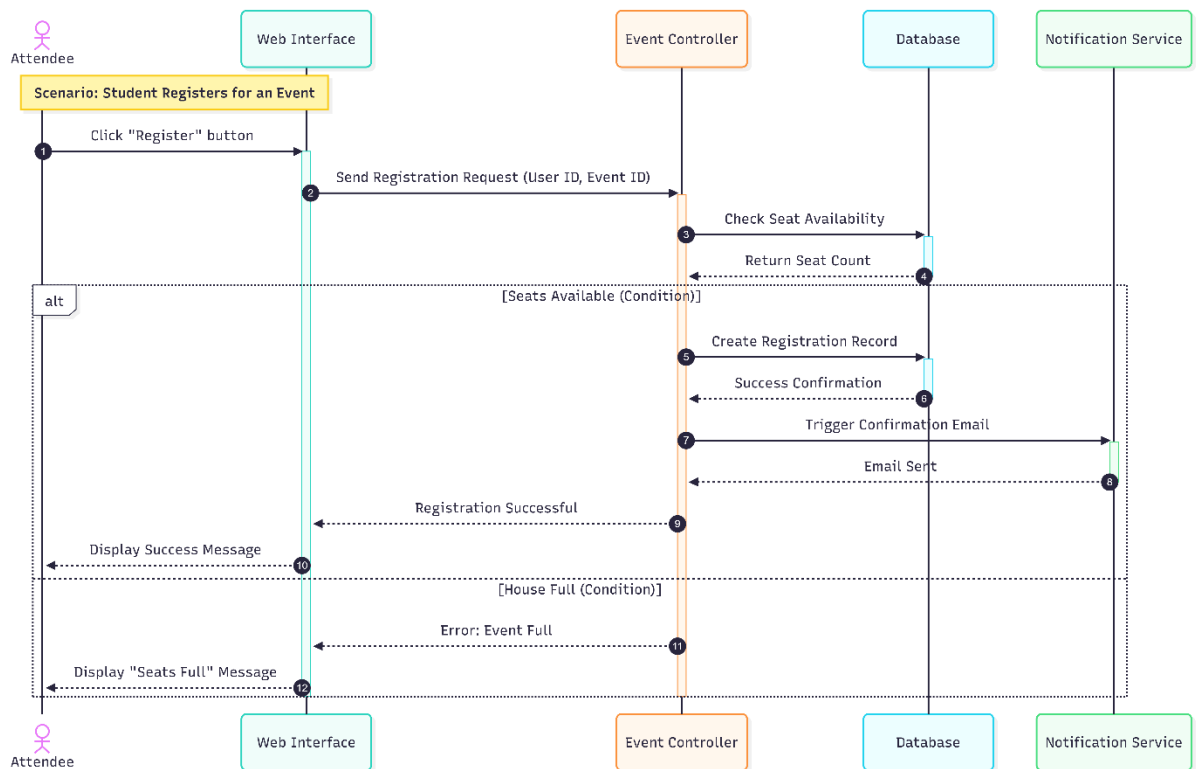 Attendee
Web Interface
Event Controller
Database
Notification Service
Scenario: Student Registers for an Event
Click "Register" button
1
Send Registration Request (User ID, Event ID)
2
Check Seat Availability
3
Return Seat Count
4
alt
[Seats Available (Condition)]
Create Registration Record
5
Success Confirmation
6
Trigger Confirmation Email
7
Email Sent
8
Registration Successful
9
Display Success Message
10
[House Full (Condition)]
Error: Event Full
11
Display "Seats Full" Message
12
Attendee
Web Interface
Event Controller
Database
Notification Service